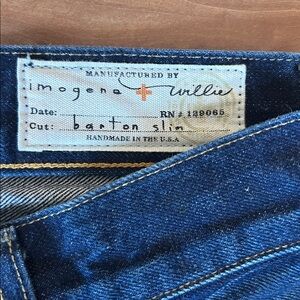 MANUFACTURED BY
imogene + willie
Date: RN # 129065
Cut: barton slim
HANDMADE IN THE U.S.A